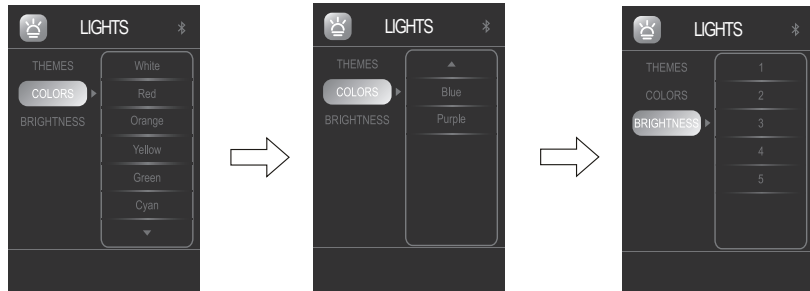 LIGHTS
THEMES
COLORS
BRIGHTNESS
White
Red
Orange
Yellow
Green
Cyan
LIGHTS
THEMES
COLORS
BRIGHTNESS
Blue
Purple
LIGHTS
THEMES
COLORS
BRIGHTNESS
1
2
3
4
5